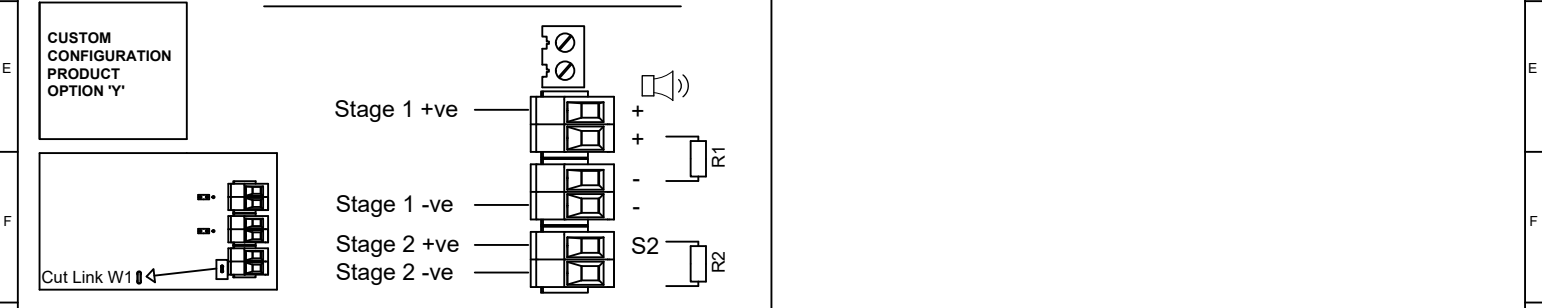 E
CUSTOM
CONFIGURATION
PRODUCT
OPTION 'Y'
Stage 1 +ve
+
+
R1
-
Stage 1 -ve
-
Stage 2 +ve
S2
Stage 2 -ve
R2
Cut Link W1
F
E
F